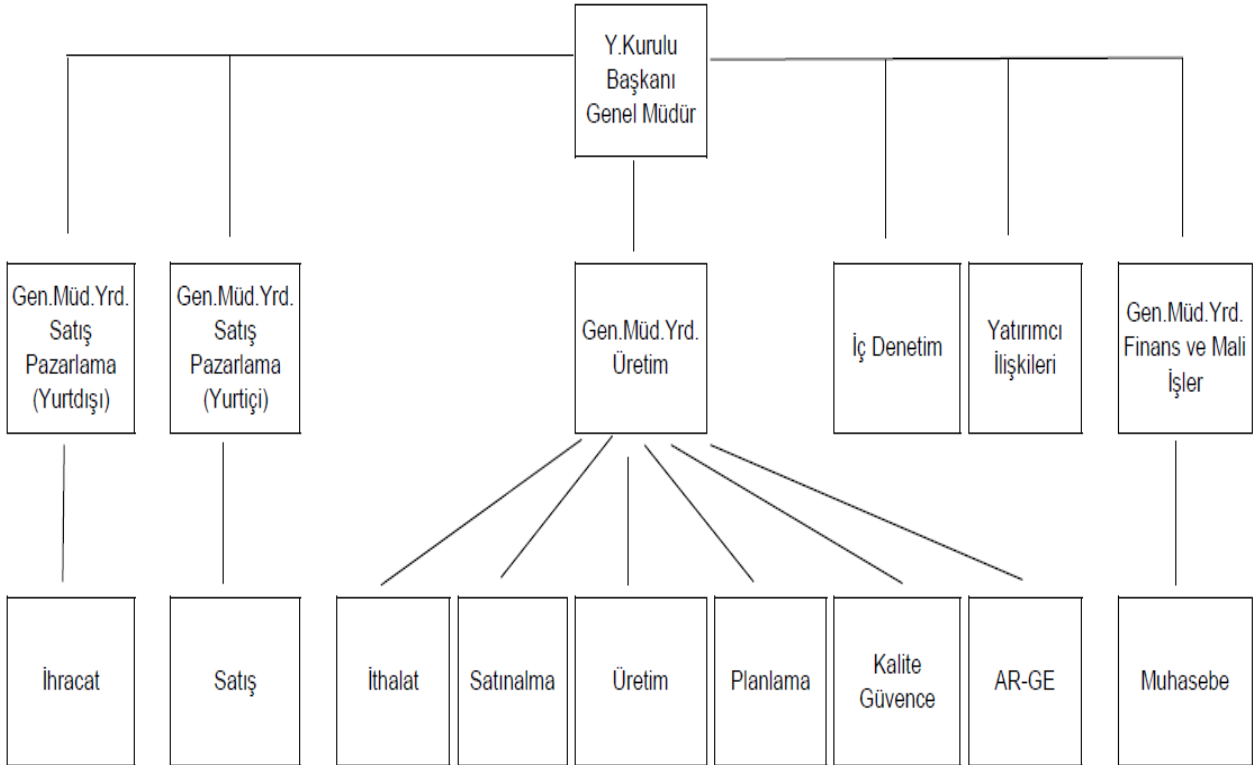 Y.Kurulu
Başkanı
Genel Müdür
Gen.Müd.Yrd.
Satış
Pazarlama
(Yurtdışı)
Gen.Müd.Yrd.
Satış
Pazarlama
(Yurtiçi)
Gen.Müd.Yrd.
Üretim
İç Denetim
Yatırımcı
İlişkileri
Gen.Müd.Yrd.
Finans ve Mali
İşler
İhracat
Satış
İthalat
Satınalma
Üretim
Planlama
Kalite
Güvence
AR-GE
Muhasebe